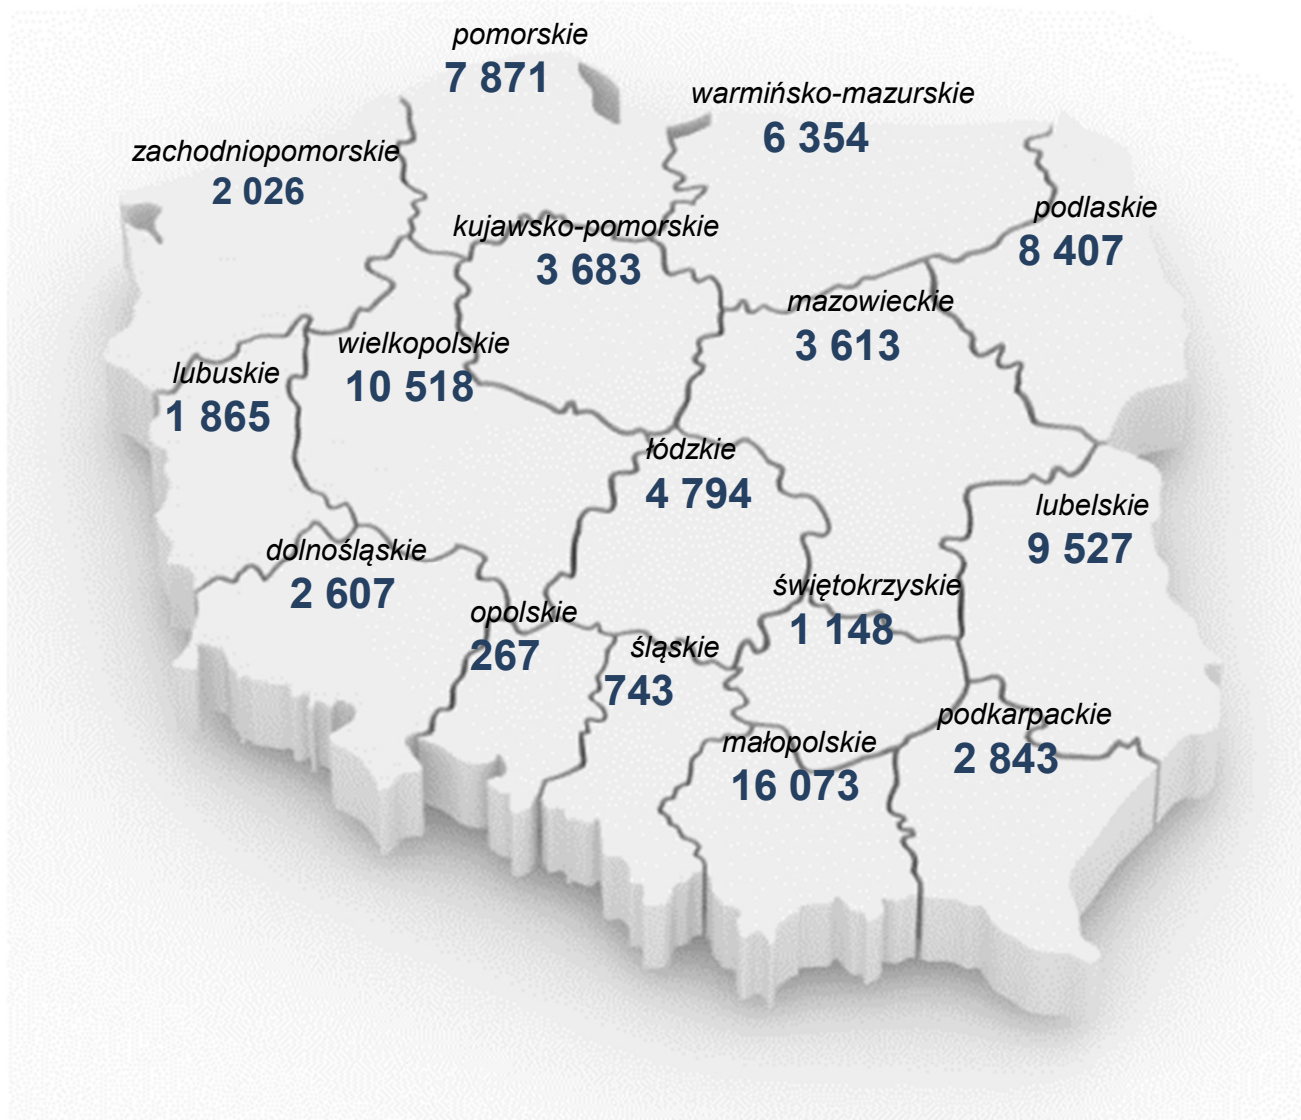 pomorskie
7 871
warmińsko-mazurskie
6 354
zachodniopomorskie
2 026
podlaskie
8 407
kujawsko-pomorskie
3 683
mazowieckie
3 613
wielkopolskie
10 518
lubuskie
1 865
łódzkie
4 794
lubelskie
9 527
dolnośląskie
2 607
świętokrzyskie
1 148
opolskie
267
śląskie
743
podkarpackie
2 843
małopolskie
16 073